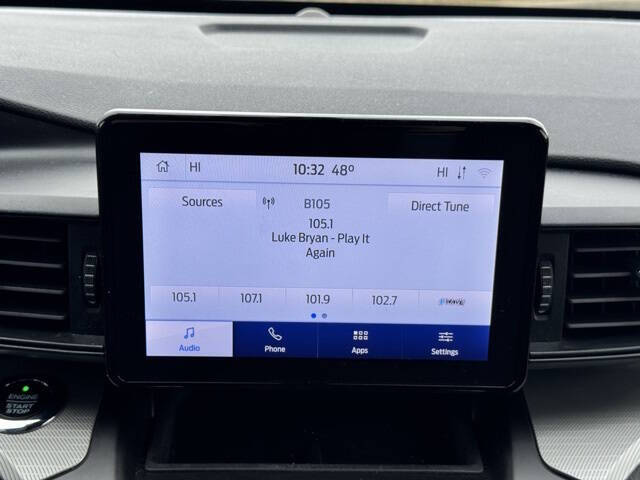 HI 10:32 48° HI
Sources B105 Direct Tune
105.1
Luke Bryan - Play It
Again
105.1 107.1 101.9 102.7
Audio Phone Apps Settings
ENGINE
START
STOP